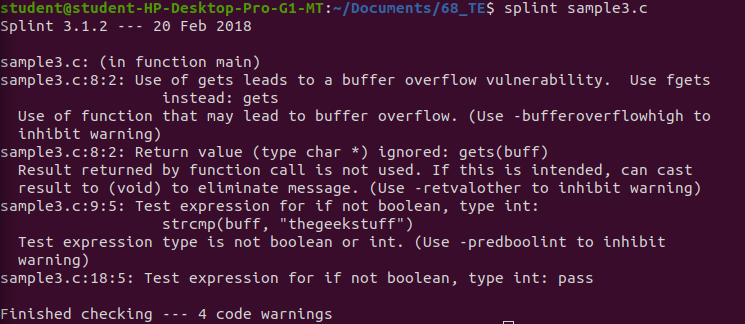 student@student-HP-Desktop-Pro-G1-MT:~/Documents/68_TE$ splint sample3.c
Splint 3.1.2 --- 20 Feb 2018
sample3.c: (in function main)
sample3.c:8:2: Use of gets leads to a buffer overflow vulnerability.  Use fgets
instead: gets
Use of function that may lead to buffer overflow. (Use -bufferoverflowhigh to
inhibit warning)
sample3.c:8:2: Return value (type char *) ignored: gets(buff)
Result returned by function call is not used. If this is intended, can cast
result to (void) to eliminate message. (Use -retvalother to inhibit warning)
sample3.c:9:5: Test expression for if not boolean, type int:
strcmp(buff, "thegeekstuff")
Test expression type is not boolean or int. (Use -predboolint to inhibit
warning)
sample3.c:18:5: Test expression for if not boolean, type int: pass
Finished checking --- 4 code warnings